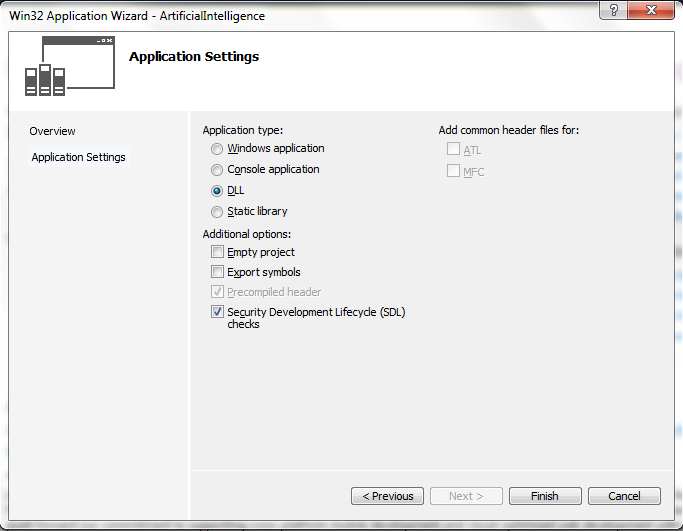 Win32 Application Wizard - ArtificialIntelligence
?
Application Settings
Overview
Application Settings
Application type:
Windows application
Console application
DLL
Static library
Additional options:
Empty project
Export symbols
Precompiled header
Security Development Lifecycle (SDL)
checks
Add common header files for:
ATL
MFC
< Previous
Next >
Finish
Cancel